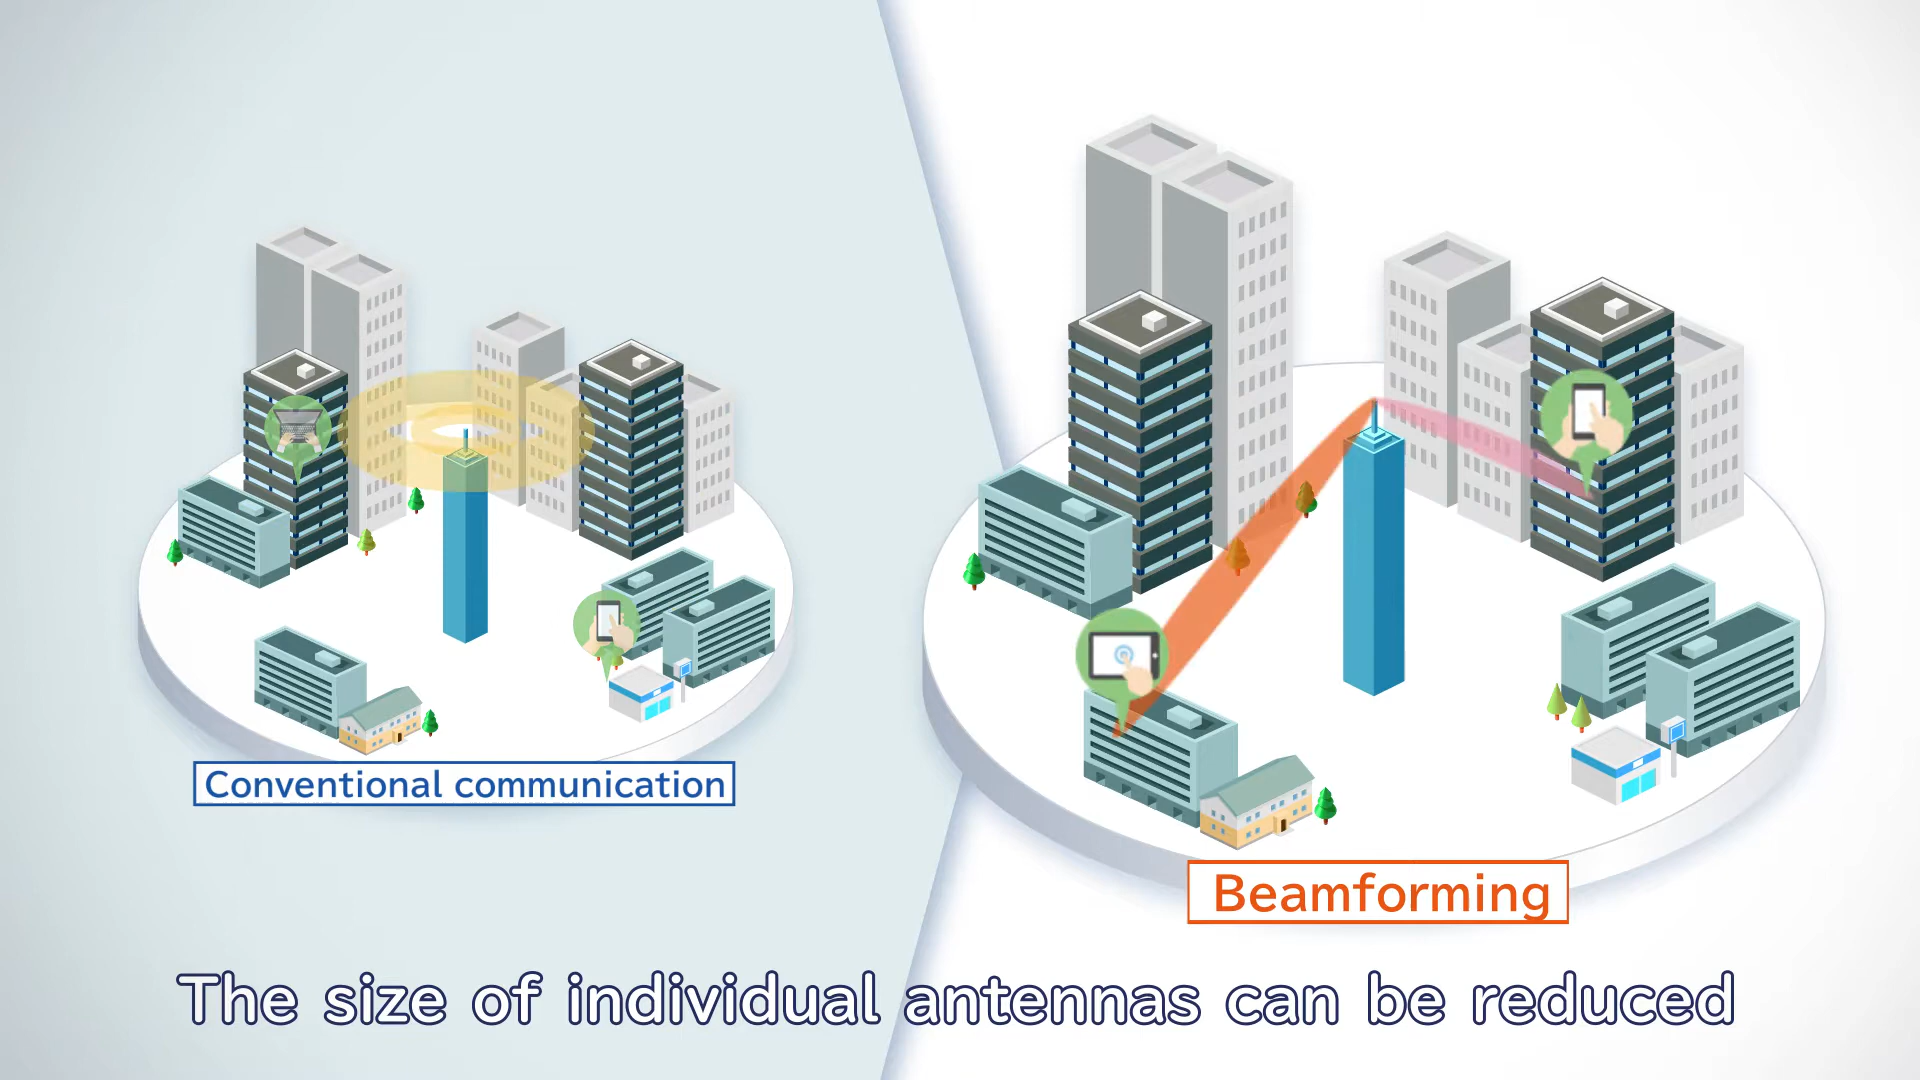 Conventional communication
Beamforming
The size of individual antennas can be reduced